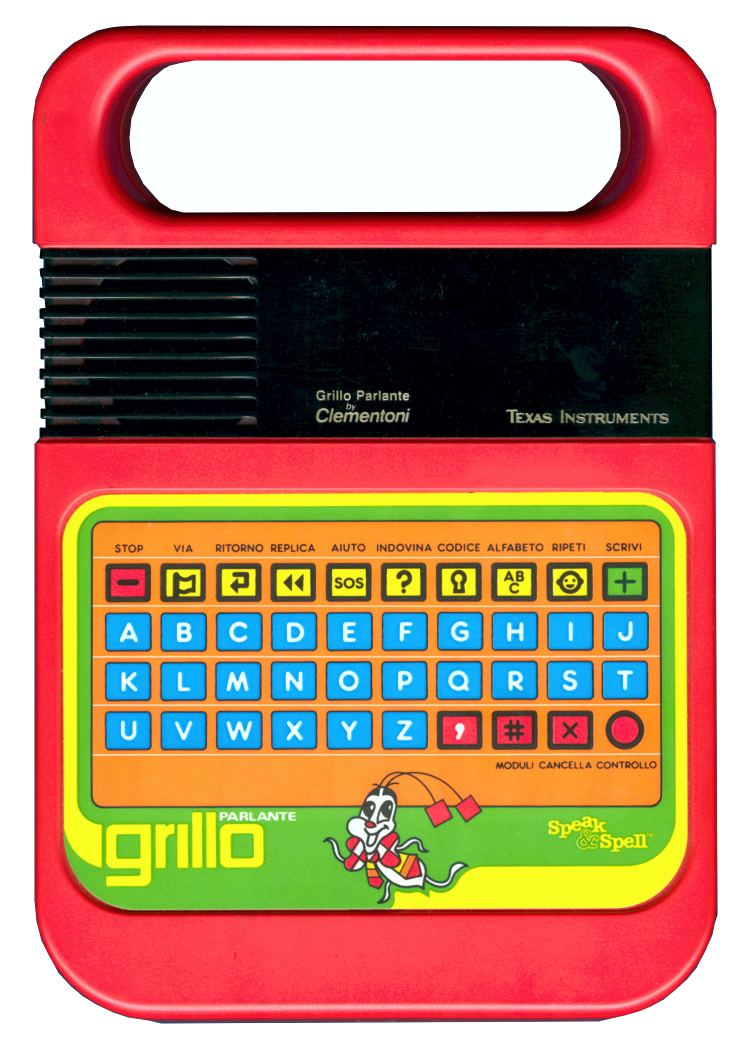 Grillo Parlante
by
Clementoni
TEXAS INSTRUMENTS
STOP VIA RITORNO REPLICA AIUTO INDOVINA CODICE ALFABETO RIPETI SCRIVI
- SOS ? ABC +
A B C D E F G H I J
K L M N O P Q R S T
U V W X Y Z , # X
MODULI CANCELLA CONTROLLO
PARLANTE
grillo
Speak & Spell™